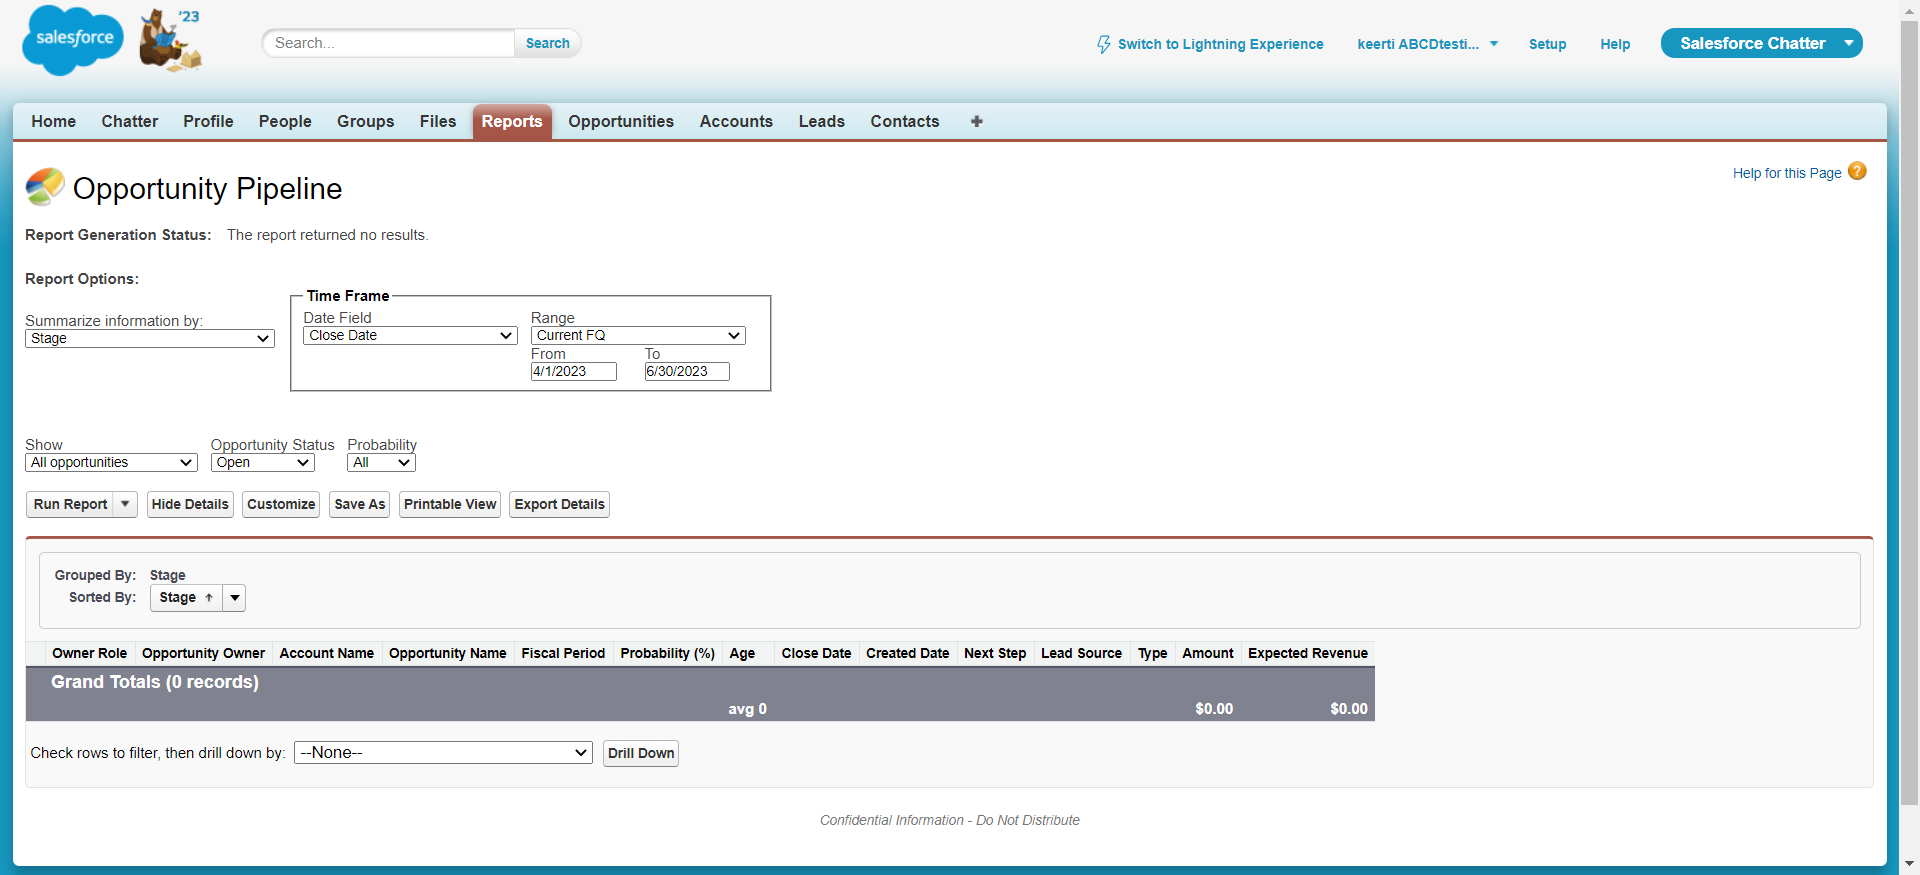 salesforce
'23
Search...
Search
Switch to Lightning Experience
keerti ABCDtesti...
Setup
Help
Salesforce Chatter
Home Chatter Profile People Groups Files Reports Opportunities Accounts Leads Contacts
Help for this Page
Opportunity Pipeline
Report Generation Status: The report returned no results.
Report Options:
Time Frame
Summarize information by:
Stage
Date Field
Close Date
Range
Current FQ
From To
4/1/2023 6/30/2023
Show Opportunity Status Probability
All opportunities Open All
Run Report Hide Details Customize Save As Printable View Export Details
Grouped By: Stage
Sorted By: Stage
Owner Role Opportunity Owner Account Name Opportunity Name Fiscal Period Probability (%) Age Close Date Created Date Next Step Lead Source Type Amount Expected Revenue
Grand Totals (0 records)
avg 0 $0.00 $0.00
Check rows to filter, then drill down by: --None-- Drill Down
Confidential Information - Do Not Distribute